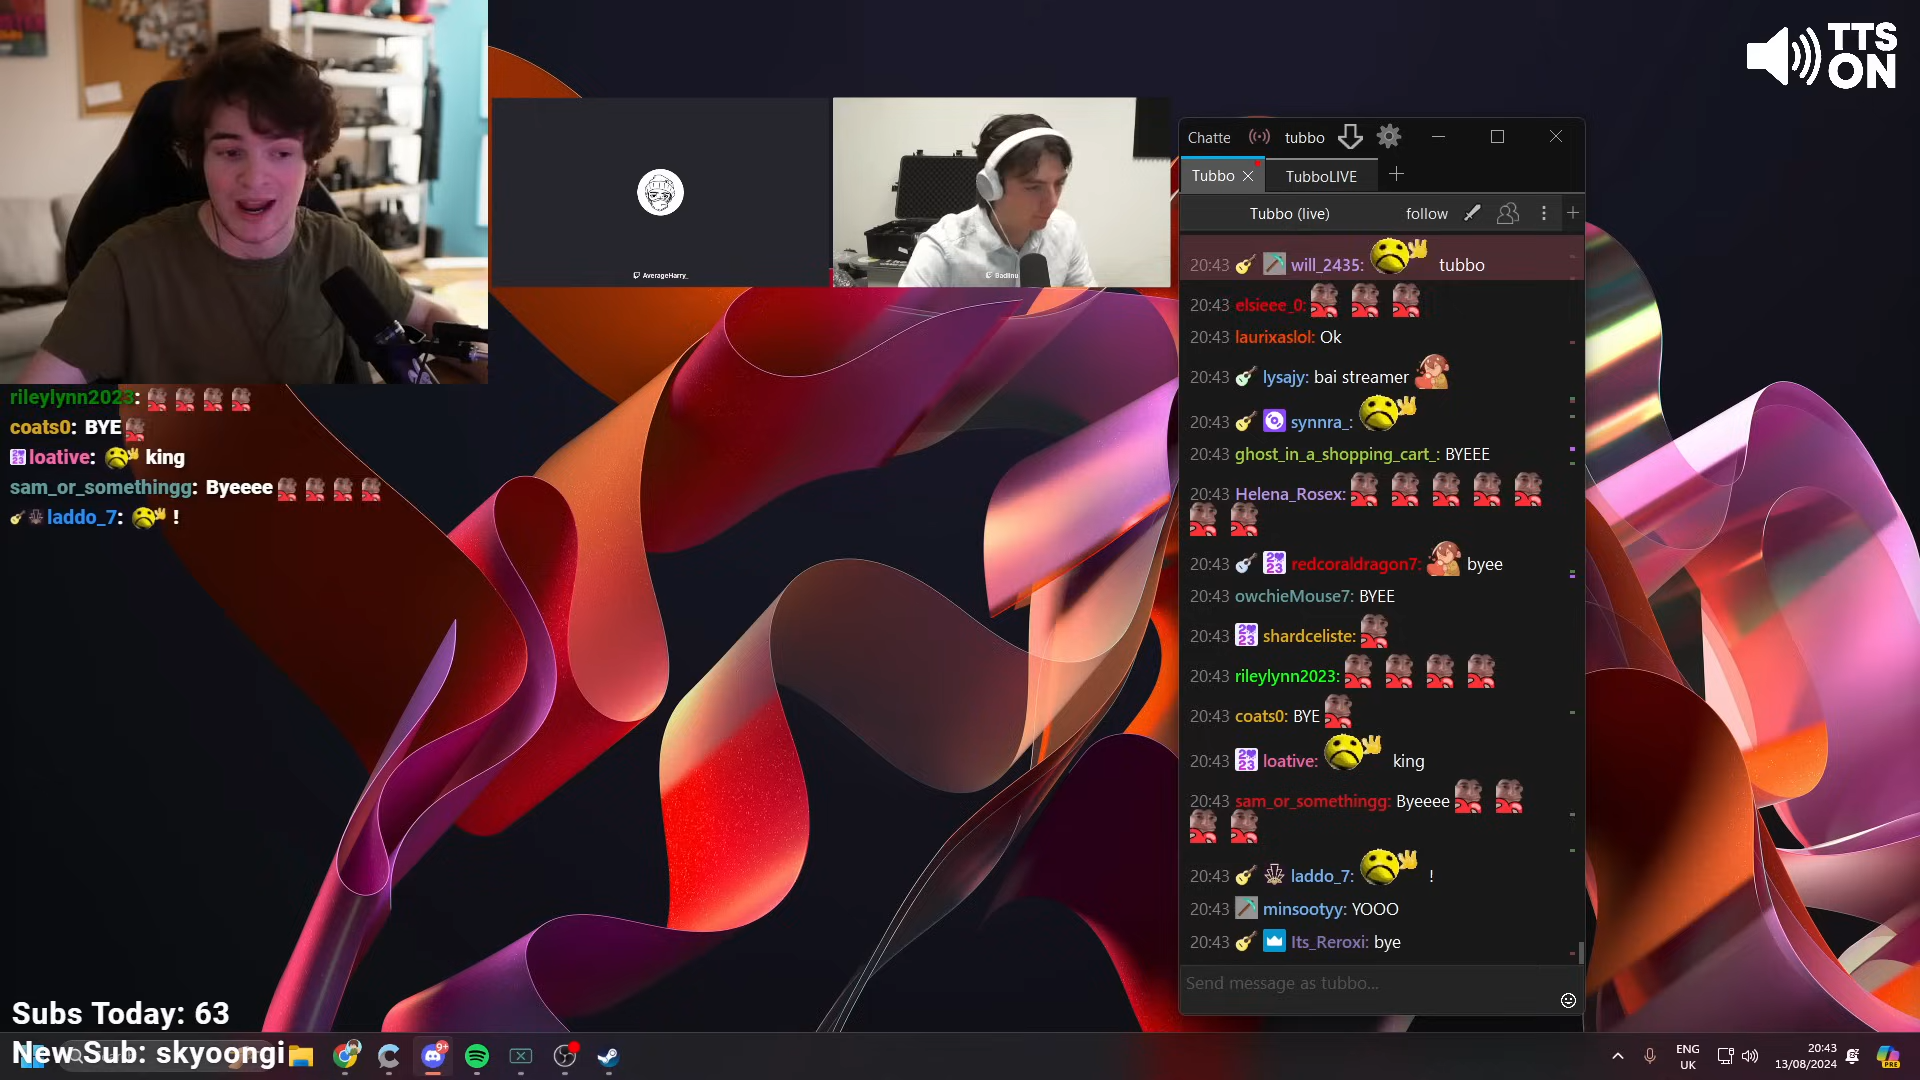 TTS
ON
AverageHarry_
Badlinu
rileylynn2023:
coats0: BYE
loative: king
sam_or_somethingg: Byeeee
laddo_7: !
Chatte tubbo
Tubbo TubboLIVE
Tubbo (live) follow
20:43 will_2435: tubbo
20:43 elsieee_0:
20:43 laurixaslol: Ok
20:43 lysajy: bai streamer
20:43 synnra_:
20:43 ghost_in_a_shopping_cart_: BYEEE
20:43 Helena_Rosex:
20:43 redcoraldragon7: byee
20:43 owchieMouse7: BYEE
20:43 shardceliste:
20:43 rileylynn2023:
20:43 coats0: BYE
20:43 loative: king
20:43 sam_or_somethingg: Byeeee
20:43 laddo_7: !
20:43 minsootyy: YOOO
20:43 Its_Reroxi: bye
Send message as tubbo...
Subs Today: 63
New Sub: skyoongi
9+
ENG
UK
20:43
13/08/2024
PRE